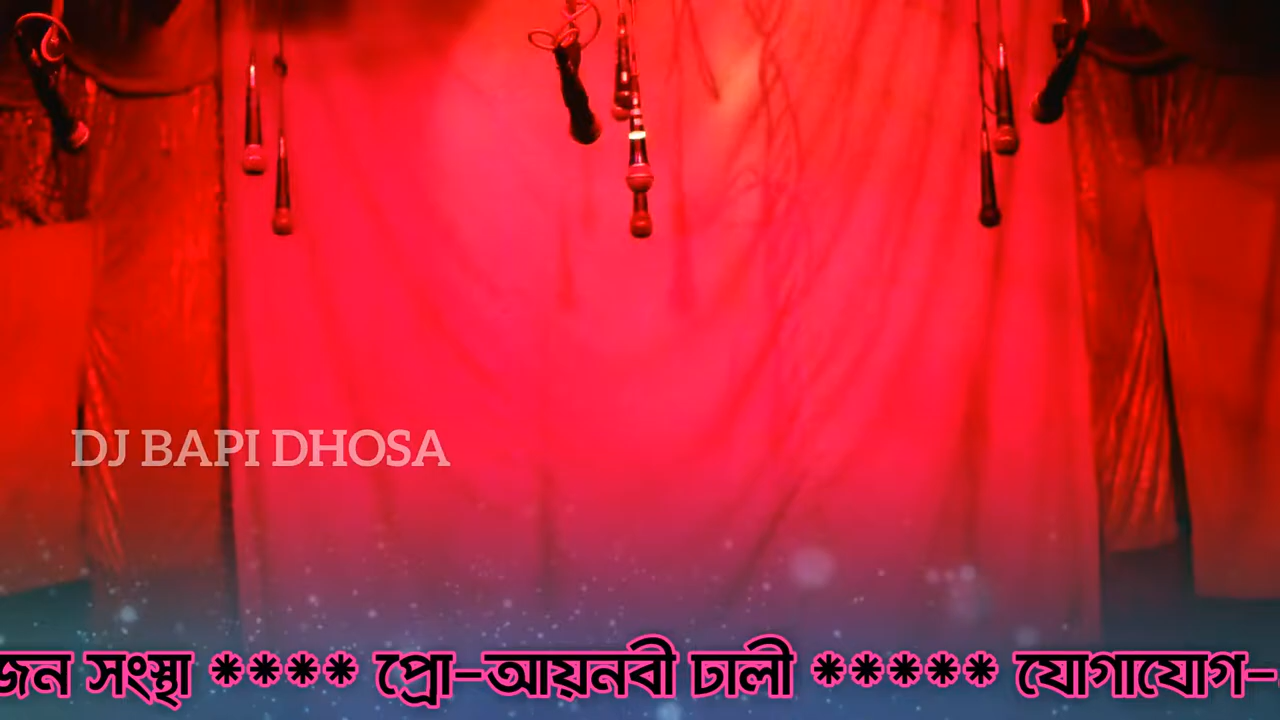 DJ BAPI DHOSA
জন সংস্থা **** প্রো-আয়নবী ঢালী ***** যোগাযোগ-